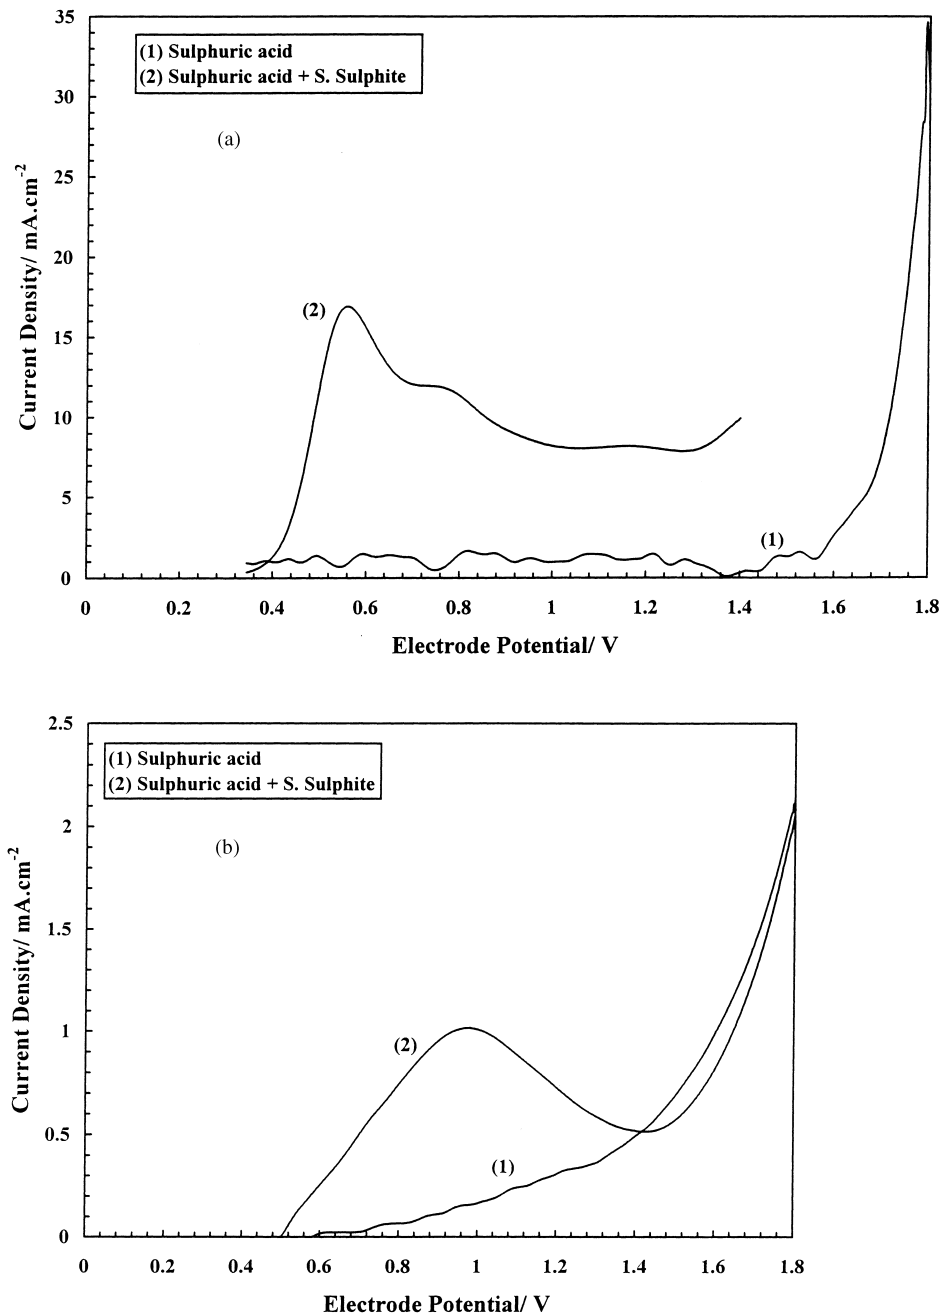 35
(1) Sulphuric acid
(2) Sulphuric acid + S. Sulphite
30
(a)
25
20
(2)
15
10
5
(1)
0
Current Density/ mA.cm-2
0 0.2 0.4 0.6 0.8 1 1.2 1.4 1.6 1.8
Electrode Potential/ V
2.5
(1) Sulphuric acid
(2) Sulphuric acid + S. Sulphite
2
(b)
1.5
1
(2)
0.5
(1)
0
Current Density/ mA.cm-2
0 0.2 0.4 0.6 0.8 1 1.2 1.4 1.6 1.8
Electrode Potential/ V